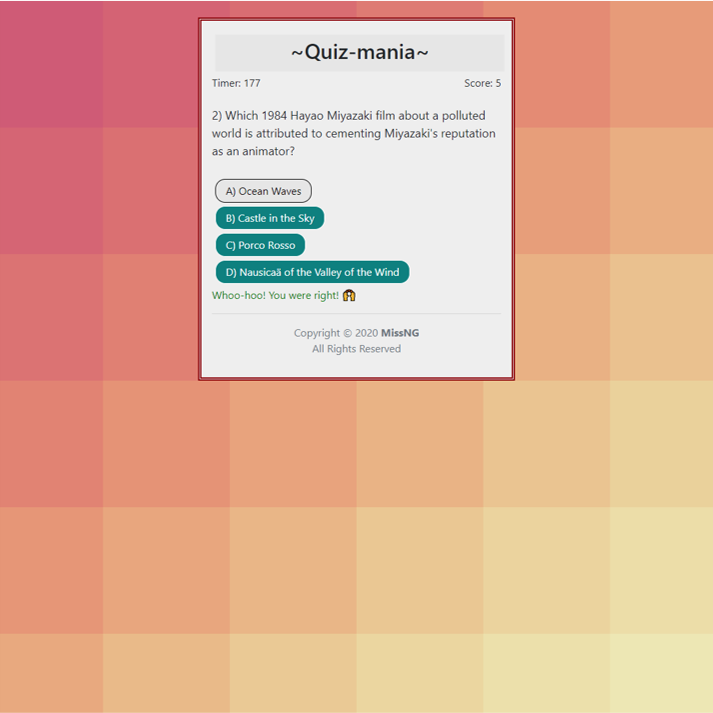 ~Quiz-mania~
Timer: 177 Score: 5
2) Which 1984 Hayao Miyazaki film about a polluted
world is attributed to cementing Miyazaki's reputation
as an animator?
A) Ocean Waves
B) Castle in the Sky
C) Porco Rosso
D) Nausicaä of the Valley of the Wind
Whoo-hoo! You were right! 🙌
Copyright © 2020 MissNG
All Rights Reserved